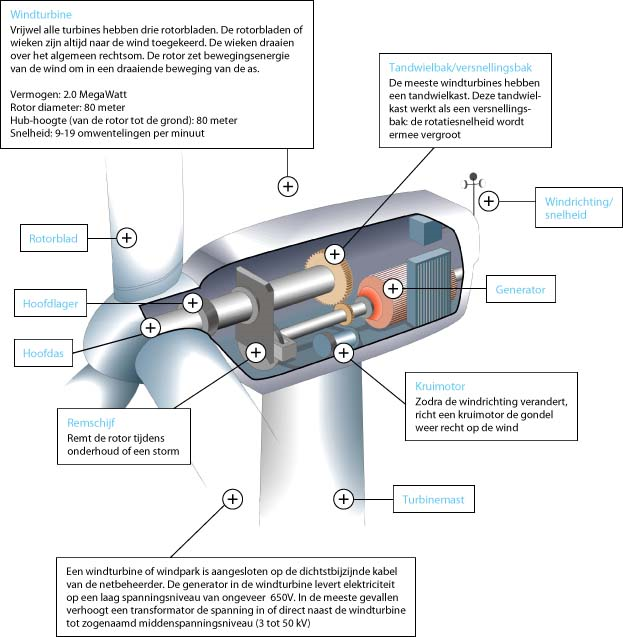 Windturbine
Vrijwel alle turbines hebben drie rotorbladen. De rotorbladen of
wieken zijn altijd naar de wind toegekeerd. De wieken draaien
over het algemeen rechtsom. De rotor zet bewegingsenergie
van de wind om in een draaiende beweging van de as.
Vermogen: 2.0 MegaWatt
Rotor diameter: 80 meter
Hub-hoogte (van de rotor tot de grond): 80 meter
Snelheid: 9-19 omwentelingen per minuut
Tandwielbak/versnellingsbak
De meeste windturbines hebben
een tandwielkast. Deze tandwiel-
kast werkt als een versnellings-
bak: de rotatiesnelheid wordt
ermee vergroot
Windrichting/
snelheid
Rotorblad
Hoofdlager
Generator
Hoofdas
Kruimotor
Zodra de windrichting verandert,
richt een kruimotor de gondel
weer recht op de wind
Remschijf
Remt de rotor tijdens
onderhoud of een storm
Turbinemast
Een windturbine of windpark is aangesloten op de dichtstbijzijnde kabel
van de netbeheerder. De generator in de windturbine levert elektriciteit
op een laag spanningsniveau van ongeveer 650V. In de meeste gevallen
verhoogt een transformator de spanning in of direct naast de windturbine
tot zogenaamd middenspanningsniveau (3 tot 50 kV)